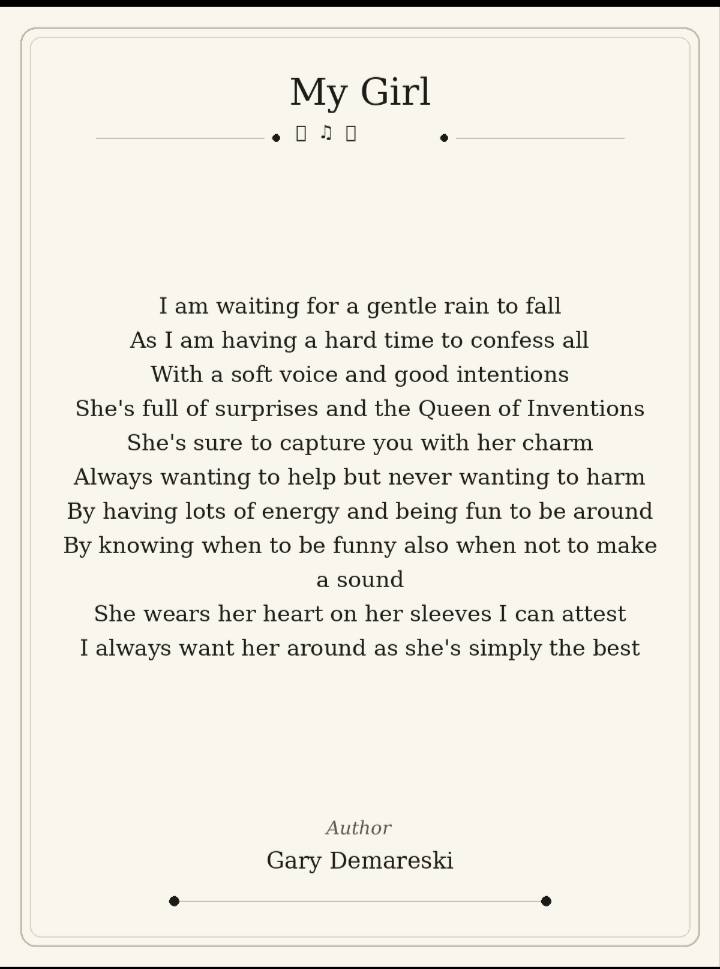 My Girl
♫
I am waiting for a gentle rain to fall
As I am having a hard time to confess all
With a soft voice and good intentions
She's full of surprises and the Queen of Inventions
She's sure to capture you with her charm
Always wanting to help but never wanting to harm
By having lots of energy and being fun to be around
By knowing when to be funny also when not to make
a sound
She wears her heart on her sleeves I can attest
I always want her around as she's simply the best
Author
Gary Demareski